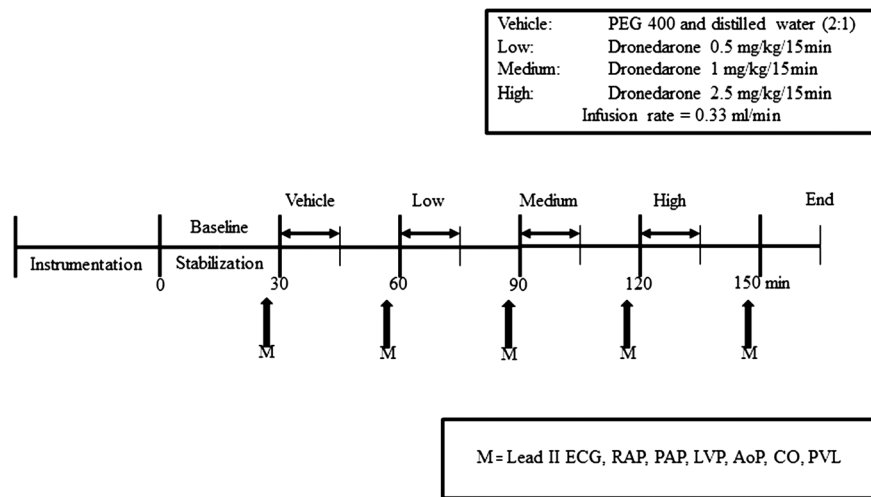 Vehicle: PEG 400 and distilled water (2:1)
Low: Dronedarone 0.5 mg/kg/15min
Medium: Dronedarone 1 mg/kg/15min
High: Dronedarone 2.5 mg/kg/15min
Infusion rate = 0.33 ml/min
Vehicle Low Medium High End
Baseline
Instrumentation Stabilization
0 30 60 90 120 150 min
M M M M M
M = Lead II ECG, RAP, PAP, LVP, AoP, CO, PVL